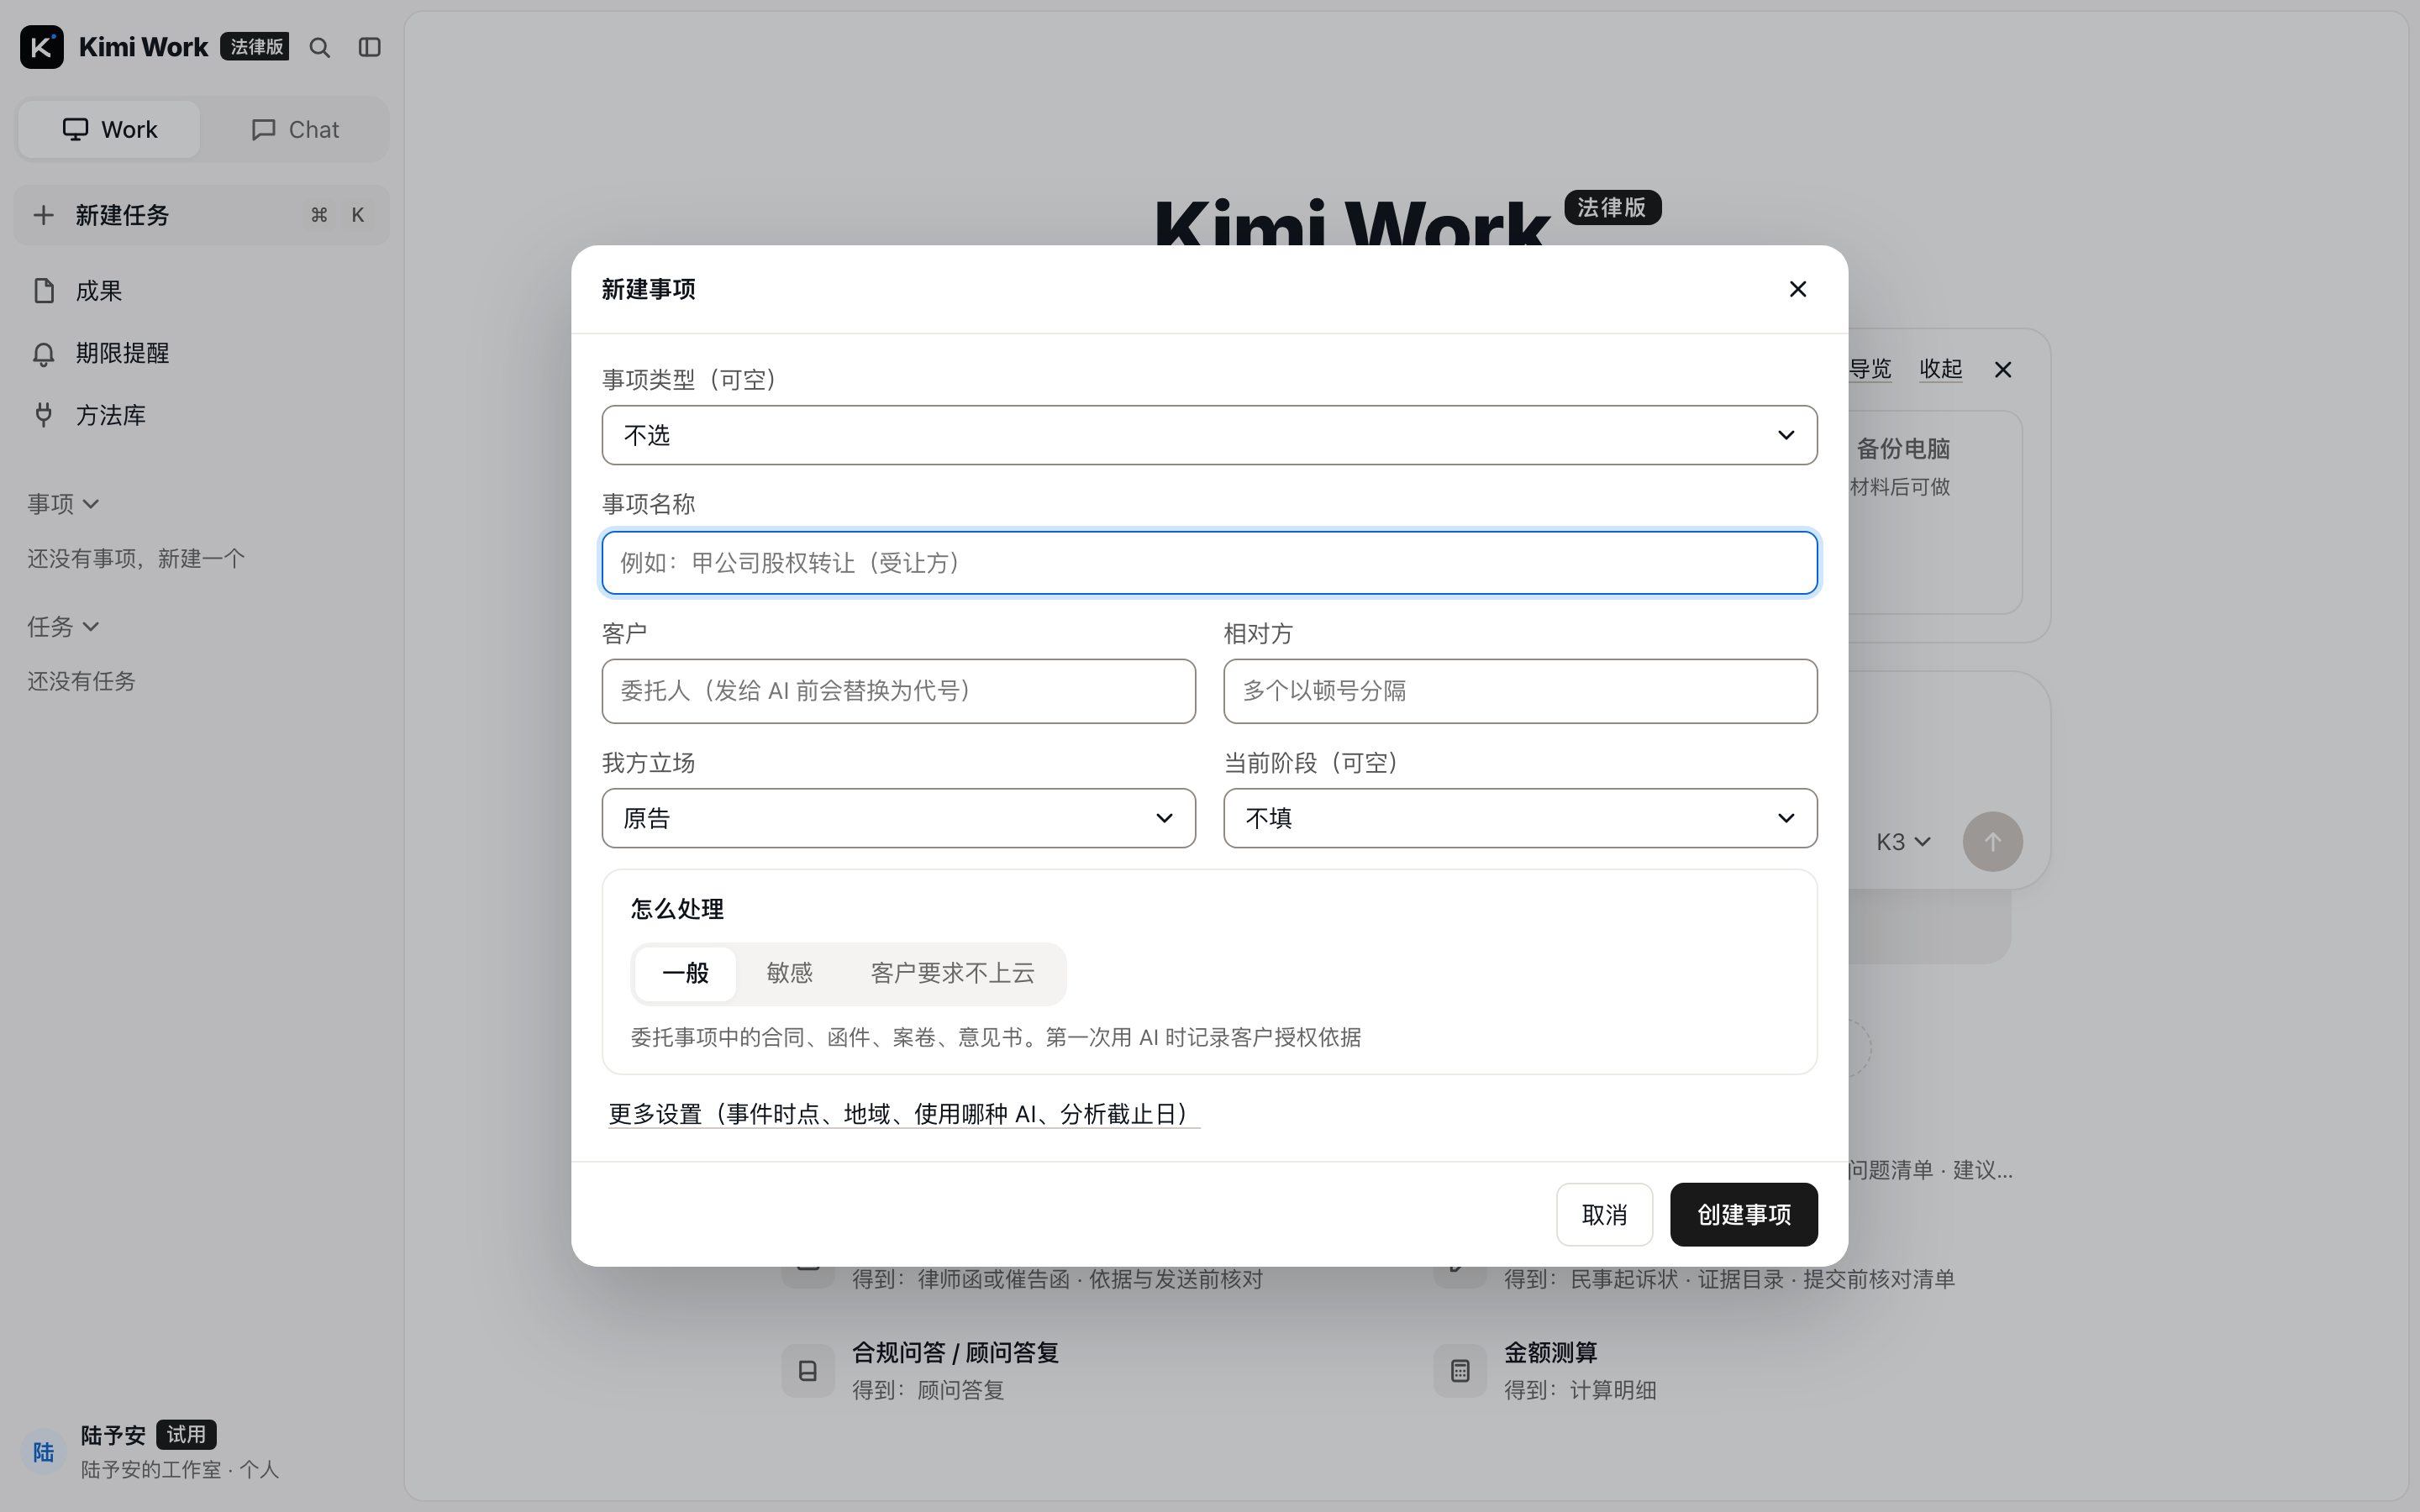 Kimi Work 法律版
Work
Chat
新建任务 ⌘ K
成果
期限提醒
方法库
事项
还没有事项，新建一个
任务
还没有任务
陆 陆予安 试用
陆予安的工作室 · 个人
Kimi Work 法律版
导览 收起
备份电脑
材料后可做
K3
问题清单 · 建议...
新建事项
事项类型（可空）
不选
事项名称
例如：甲公司股权转让（受让方）
客户 相对方
委托人（发给 AI 前会替换为代号） 多个以顿号分隔
我方立场 当前阶段（可空）
原告 不填
怎么处理
一般 敏感 客户要求不上云
委托事项中的合同、函件、案卷、意见书。第一次用 AI 时记录客户授权依据
更多设置（事件时点、地域、使用哪种 AI、分析截止日）
取消 创建事项
得到：律师函或催告函 · 依据与发送前核对
得到：民事起诉状 · 证据目录 · 提交前核对清单
合规问答 / 顾问答复
得到：顾问答复
金额测算
得到：计算明细